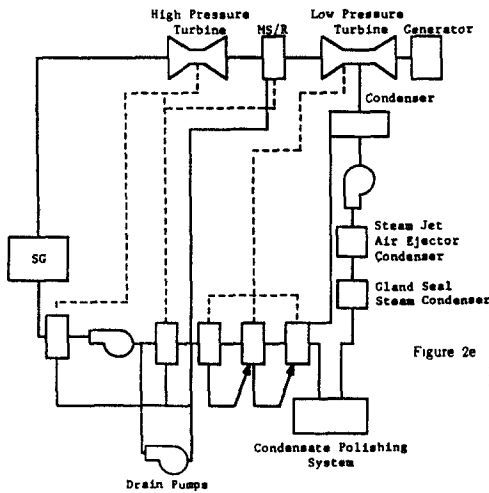 High Pressure
Turbine
MS/R
Low Pressure
Turbine
Generator
Condenser
Steam Jet
Air Ejector
Condenser
SG
Gland Seal
Steam Condenser
Figure 2e
Condensate Polishing
System
Drain Pumps